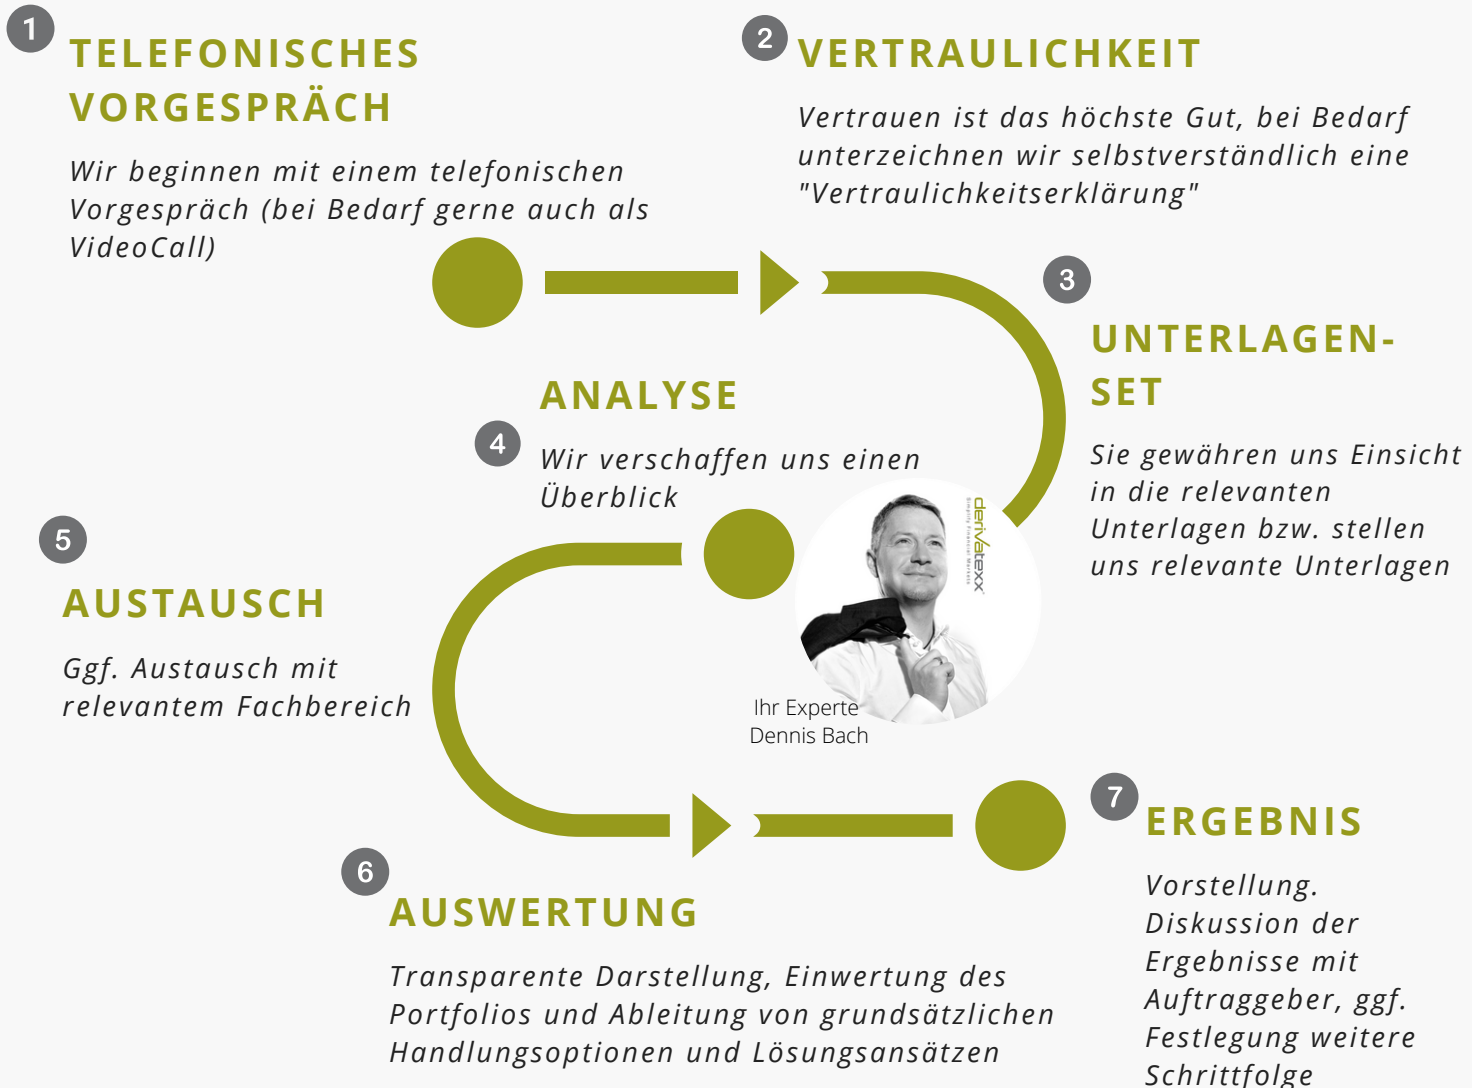 1
TELEFONISCHES
VORGESPRÄCH
Wir beginnen mit einem telefonischen
Vorgespräch (bei Bedarf gerne auch als
VideoCall)
2
VERTRAULICHKEIT
Vertrauen ist das höchste Gut, bei Bedarf
unterzeichnen wir selbstverständlich eine
"Vertraulichkeitserklärung"
3
UNTERLAGEN-
SET
Sie gewähren uns Einsicht
in die relevanten
Unterlagen bzw. stellen
uns relevante Unterlagen
4
ANALYSE
Wir verschaffen uns einen
Überblick
derivatexx
Simplify Financial Markets
Ihr Experte
Dennis Bach
5
AUSTAUSCH
Ggf. Austausch mit
relevantem Fachbereich
6
AUSWERTUNG
Transparente Darstellung, Einwertung des
Portfolios und Ableitung von grundsätzlichen
Handlungsoptionen und Lösungsansätzen
7
ERGEBNIS
Vorstellung.
Diskussion der
Ergebnisse mit
Auftraggeber, ggf.
Festlegung weitere
Schrittfolge